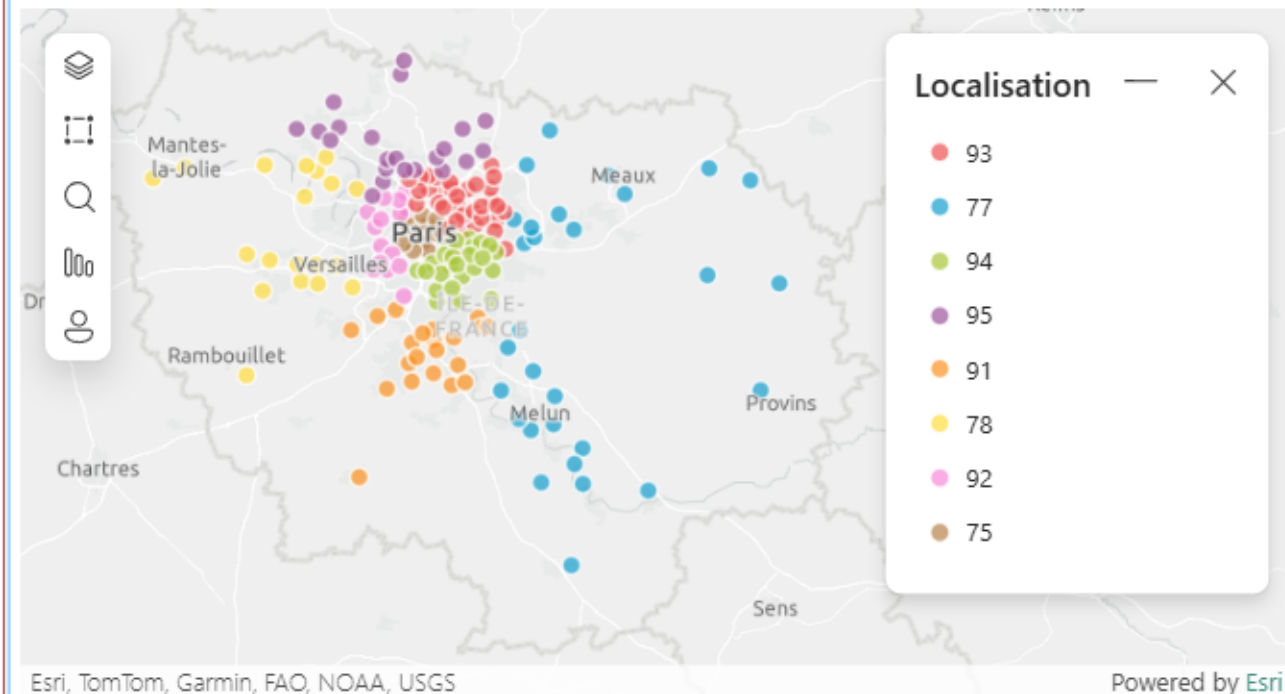 Localisation
93
77
94
95
91
78
92
75
Mantes-
la-Jolie
Meaux
Paris
Versailles
ILE-DE-
FRANCE
Rambouillet
Melun
Provins
Chartres
Sens
Esri, TomTom, Garmin, FAO, NOAA, USGS
Powered by Esri